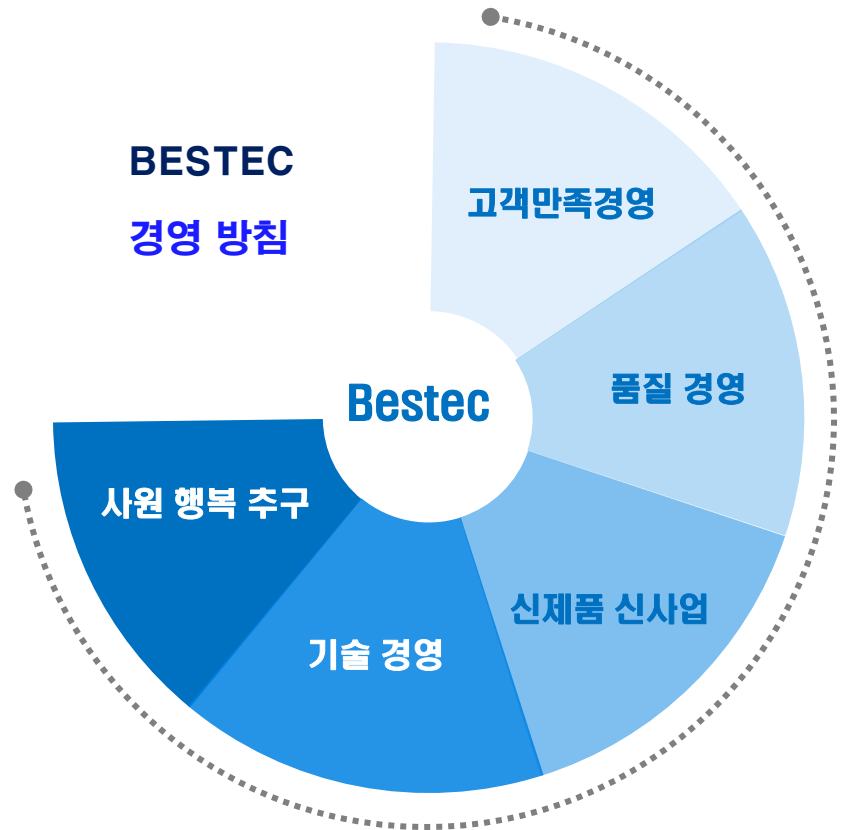 BESTEC
경영 방침
고객만족경영
품질 경영
Bestec
신제품 신사업
기술 경영
사원 행복 추구